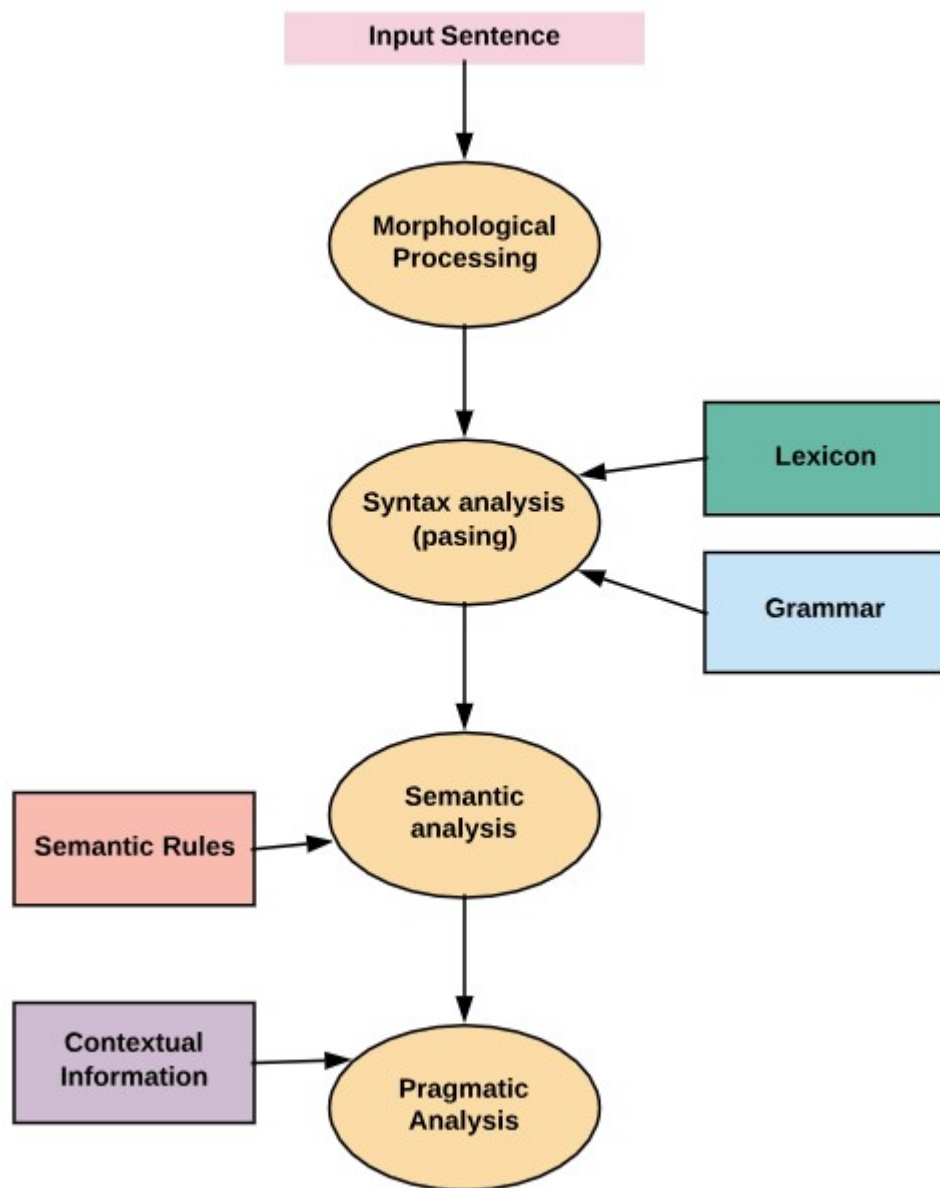 Input Sentence
Morphological
Processing
Syntax analysis
(pasing)
Lexicon
Grammar
Semantic
analysis
Semantic Rules
Contextual
Information
Pragmatic
Analysis